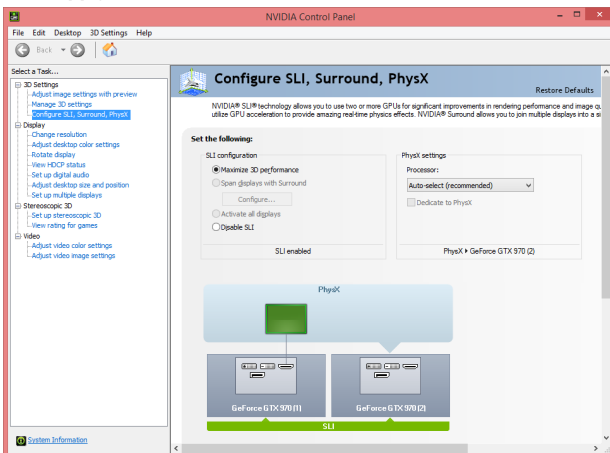 NVIDIA Control Panel
File Edit Desktop 3D Settings Help
Back
Select a Task...
3D Settings
Adjust image settings with preview
Manage 3D settings
Configure SLI, Surround, PhysX
Display
Change resolution
Adjust desktop color settings
Rotate display
View HDCP status
Set up digital audio
Adjust desktop size and position
Set up multiple displays
Stereoscopic 3D
Set up stereoscopic 3D
View rating for games
Video
Adjust video color settings
Adjust video image settings
System Information
Configure SLI, Surround, PhysX
Restore Defaults
NVIDIA® SLI® technology allows you to use two or more GPUs for significant improvements in rendering performance and image qu
utilize GPU acceleration to provide amazing real-time physics effects. NVIDIA® Surround allows you to join multiple displays into a si
Set the following:
SLI configuration
Maximize 3D performance
Span displays with Surround
Configure...
Activate all displays
Disable SLI
SLI enabled
PhysX settings
Processor:
Auto-select (recommended)
Dedicate to PhysX
PhysX GeForce GTX 970 (2)
PhysX
GeForce GTX 970 (1) GeForce GTX 970 (2)
SLI